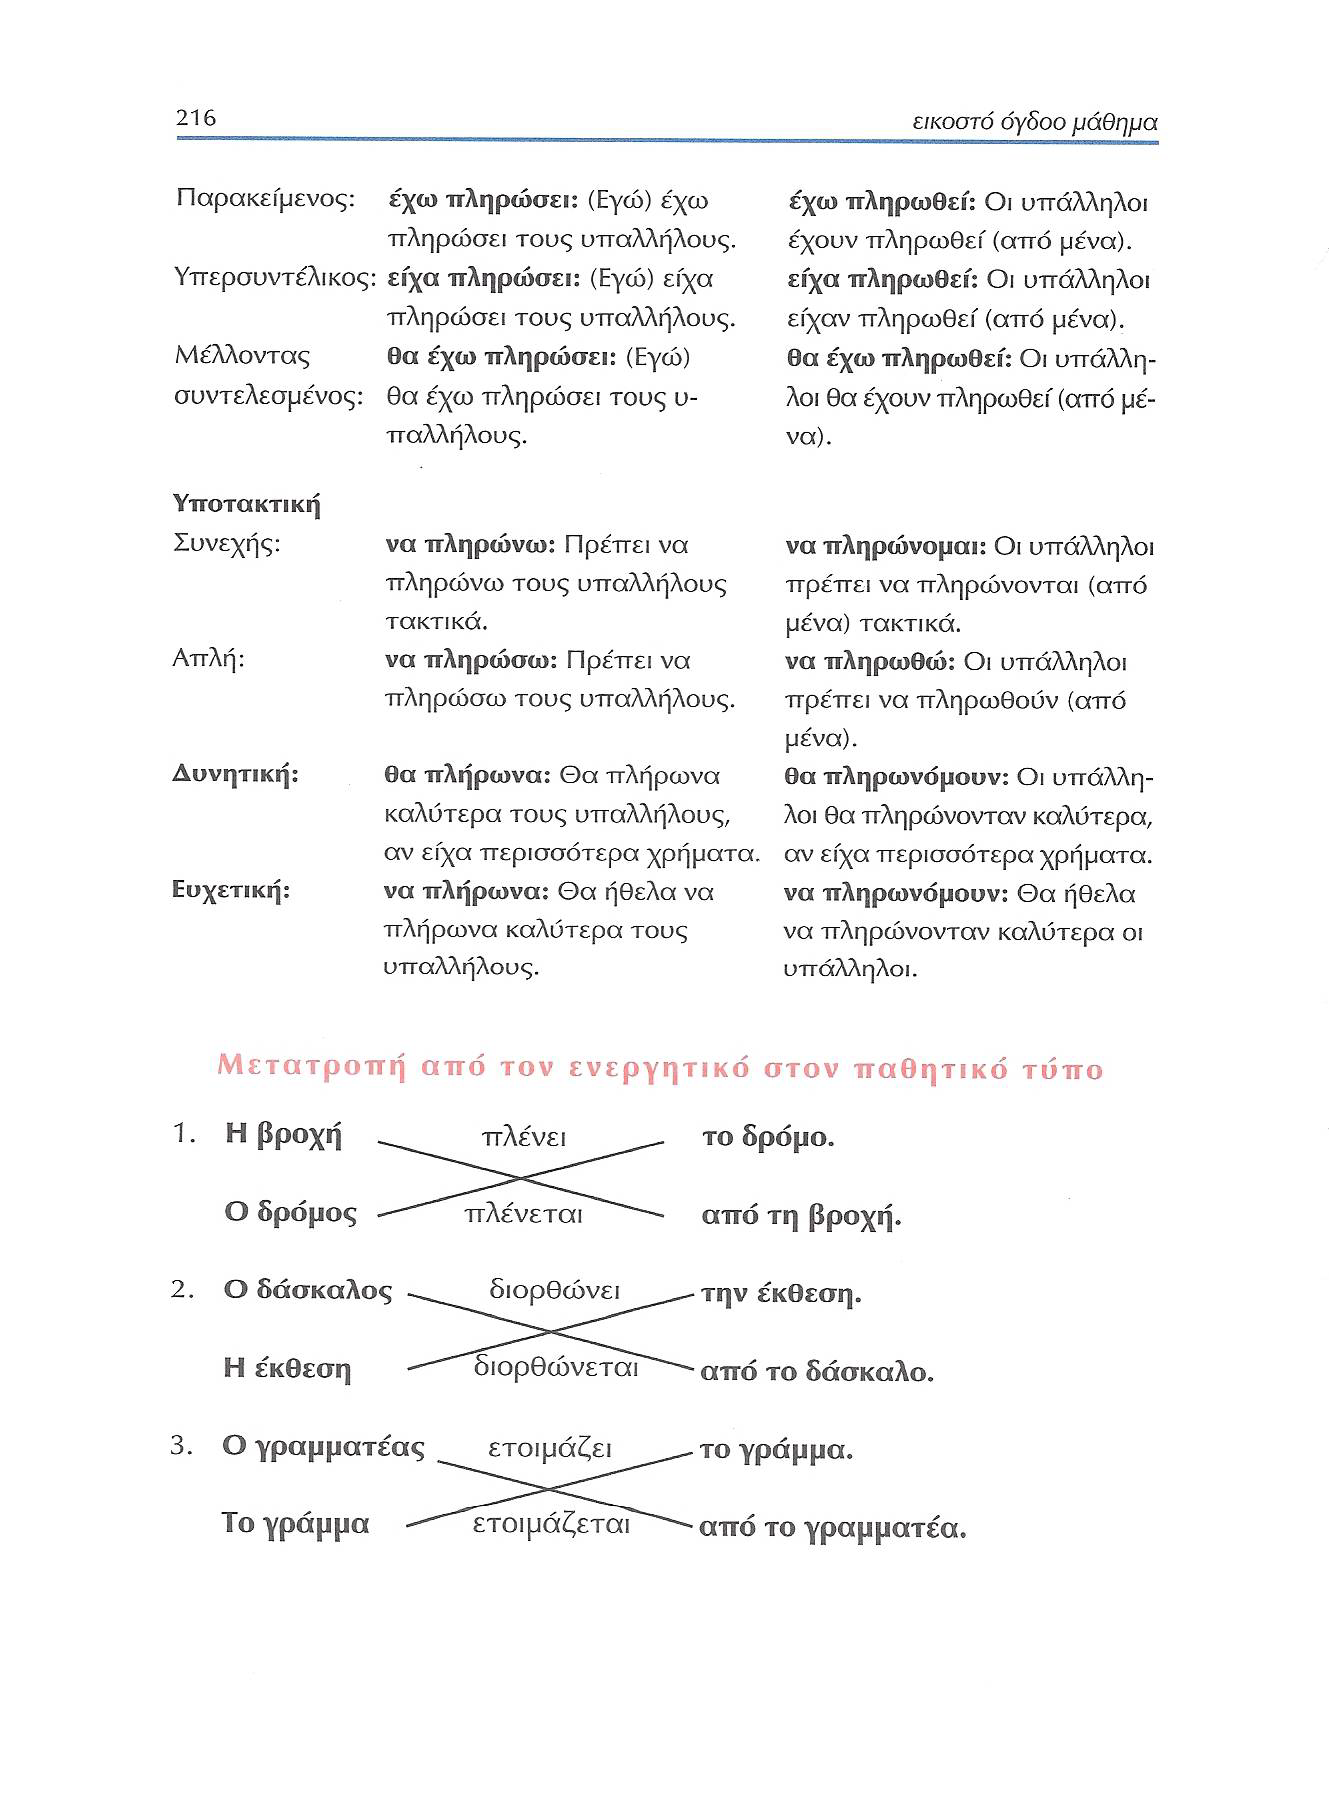 216 εικοστό όγδοο μάθημα
Παρακείμενος: έχω πληρώσει: (Εγώ) έχω έχω πληρωθεί: Οι υπάλληλοι
πληρώσει τους υπαλλήλους. έχουν πληρωθεί (από μένα).
Υπερσυντέλικος: είχα πληρώσει: (Εγώ) είχα είχα πληρωθεί: Οι υπάλληλοι
πληρώσει τους υπαλλήλους. είχαν πληρωθεί (από μένα).
Μέλλοντας θα έχω πληρώσει: (Εγώ) θα έχω πληρωθεί: Οι υπάλλη-
συντελεσμένος: θα έχω πληρώσει τους υ- λοι θα έχουν πληρωθεί (από μέ-
παλλήλους. να).
Υποτακτική
Συνεχής: να πληρώνω: Πρέπει να να πληρώνομαι: Οι υπάλληλοι
πληρώνω τους υπαλλήλους πρέπει να πληρώνονται (από
τακτικά. μένα) τακτικά.
Απλή: να πληρώσω: Πρέπει να να πληρωθώ: Οι υπάλληλοι
πληρώσω τους υπαλλήλους. πρέπει να πληρωθούν (από
μένα).
Δυνητική: θα πλήρωνα: Θα πλήρωνα θα πληρωνόμουν: Οι υπάλλη-
καλύτερα τους υπαλλήλους, λοι θα πληρώνονταν καλύτερα,
αν είχα περισσότερα χρήματα. αν είχα περισσότερα χρήματα.
Ευχετική: να πλήρωνα: Θα ήθελα να να πληρωνόμουν: Θα ήθελα
πλήρωνα καλύτερα τους να πληρώνονταν καλύτερα οι
υπαλλήλους. υπάλληλοι.
Μετατροπή από τον ενεργητικό στον παθητικό τύπο
1. Η βροχή πλένει το δρόμο.
Ο δρόμος πλένεται από τη βροχή.
2. Ο δάσκαλος διορθώνει την έκθεση.
Η έκθεση διορθώνεται από το δάσκαλο.
3. Ο γραμματέας ετοιμάζει το γράμμα.
Το γράμμα ετοιμάζεται από το γραμματέα.